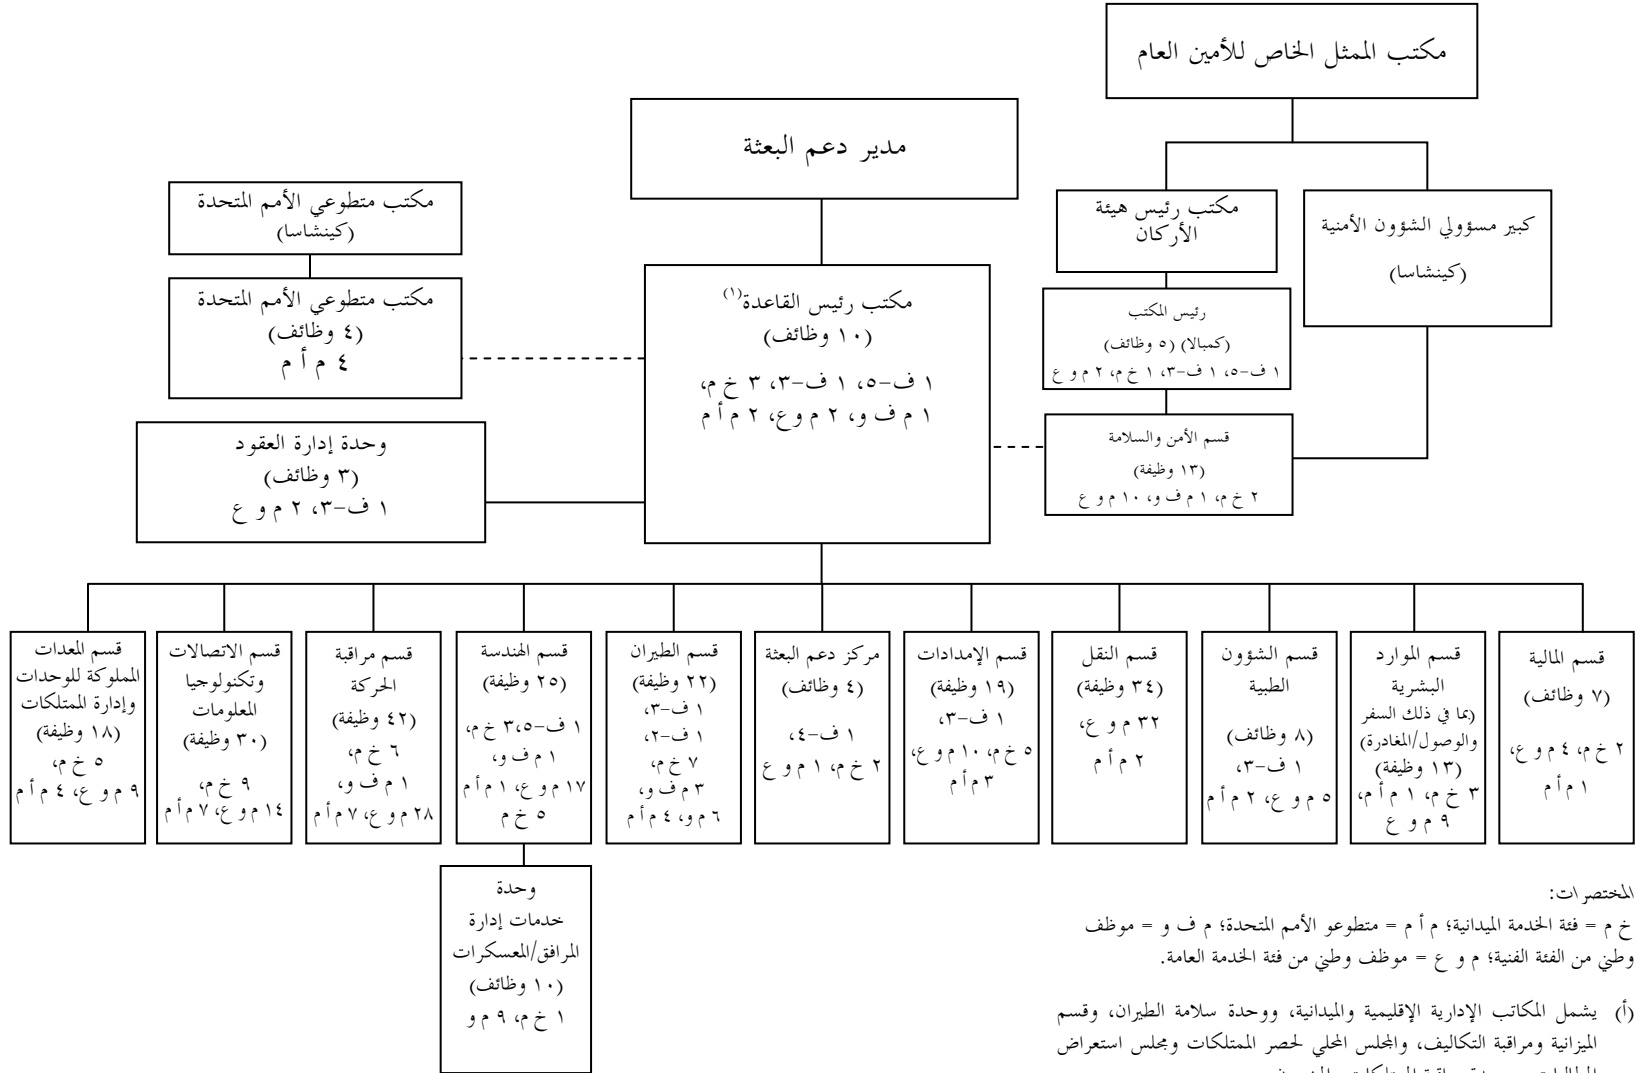 مكتب الممثل الخاص للأمين العام
مدير دعم البعثة
مكتب رئيس هيئة
الأركان
كبير مسؤولي الشؤون الأمنية
(كينشاسا)
مكتب متطوعي الأمم المتحدة
(كينشاسا)
مكتب متطوعي الأمم المتحدة
(٤ وظائف)
٤ م أ م
مكتب رئيس القاعدة(١)
(١٠ وظائف)
١ ف-٥، ١ ف-٣، ٣ خ م،
١ م ف و، ٢ م وع، ٢ م أ م
رئيس المكتب
(كمبالا) (٥ وظائف)
١ ف-٥، ١ ف-٣، ١ خ م، ٢ م و ع
قسم الأمن والسلامة
(١٣ وظيفة)
٢ خ م، ١ م ف و، ١٠ م و ع
وحدة إدارة العقود
(٣ وظائف)
١ ف-٣، ٢ م و ع
قسم المالية
(٧ وظائف)
٢ خ م، ٤ م و ع،
١ م أ م
قسم الموارد
البشرية
(بما في ذلك السفر
والوصول/المغادرة)
(١٣ وظيفة)
٣ خ م، ١ م أ م،
٩ م و ع
قسم الشؤون
الطبية
(٨ وظائف)
١ ف-٣،
٥ م و ع، ٢ م أ م
قسم النقل
(٣٤ وظيفة)
٣٢ م و ع،
٢ م أ م
قسم الإمدادات
(١٩ وظيفة)
١ ف-٣،
٥ خ م، ١٠ م و ع،
٣ م أ م
مركز دعم البعثة
(٤ وظائف)
١ ف-٤،
٢ خ م، ١ م و ع
قسم الطيران
(٢٢ وظيفة)
١ ف-٣،
١ ف-٢،
٧ خ م،
٣ م ف و،
٦ م و، ٤ م أ م
قسم الهندسة
(٢٥ وظيفة)
١ ف-٥، ٣ خ م،
١ م ف و،
١٧ م و ع، ١ م أ م
٥ خ م
قسم مراقبة
الحركة
(٤٢ وظيفة)
٦ خ م،
١ م ف و،
٢٨ م و ع، ٧ م أ م
قسم الاتصالات
وتكنولوجيا
المعلومات
(٣٠ وظيفة)
٩ خ م،
١٤ م و ع، ٧ م أ م
قسم المعدات
المملوكة للوحدات
وإدارة الممتلكات
(١٨ وظيفة)
٥ خ م،
٩ م و ع، ٤ م أ م
وحدة
خدمات إدارة
المرافق/المعسكرات
(١٠ وظائف)
١ خ م، ٩ م و
المختصرات:
خ م = فئة الخدمة الميدانية؛ م أ م = متطوعو الأمم المتحدة؛ م ف و = موظف
وطني من الفئة الفنية؛ م و ع = موظف وطني من فئة الخدمة العامة.
(أ) يشمل المكاتب الإدارية الإقليمية والميدانية، ووحدة سلامة الطيران، وقسم
الميزانية ومراقبة التكاليف، والمجلس المحلي لحصر الممتلكات ومجلس استعراض